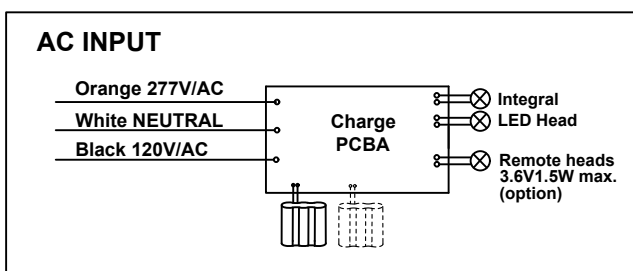 AC INPUT
Orange 277V/AC
White NEUTRAL
Black 120V/AC
Charge
PCBA
Integral
LED Head
Remote heads
3.6V1.5W max.
(option)